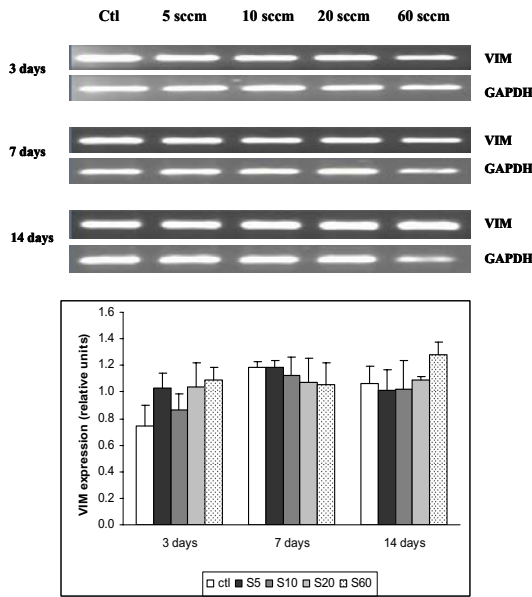 Ctl 5 sccm 10 sccm 20 sccm 60 sccm
3 days VIM
GAPDH
7 days VIM
GAPDH
14 days VIM
GAPDH
VIM expression (relative units)
1.6
1.4
1.2
1.0
0.8
0.6
0.4
0.2
0.0
3 days 7 days 14 days
ctl S5 S10 S20 S60